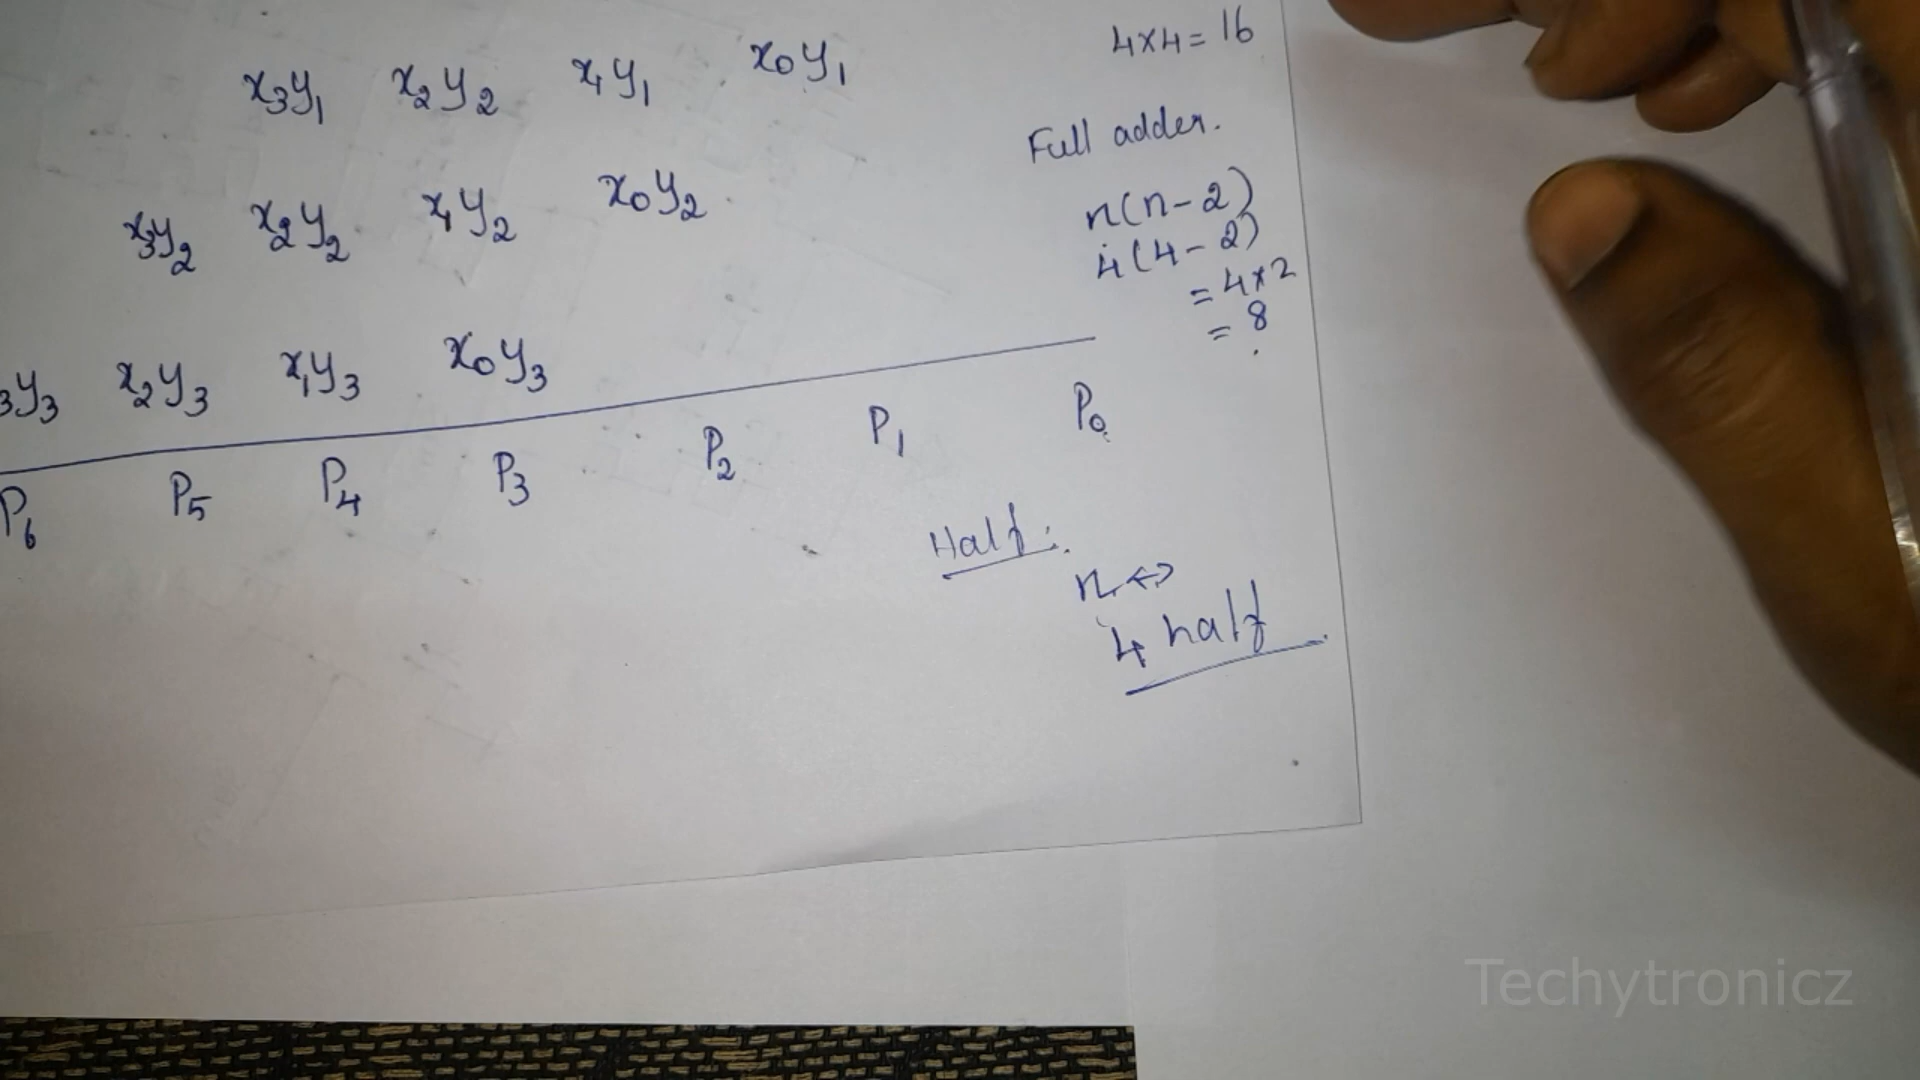 4x4=16
x3y1 x2y2 x1y1 x0y1
Full adder.
x3y2 x2y2 x1y2 x0y2
n(n-2)
4(4-2)
=4x2
=8
3y3 x2y3 x1y3 x0y3
P6 P5 P4 P3 P2 P1 P0
Half:
n↔
4 half
Techytronicz